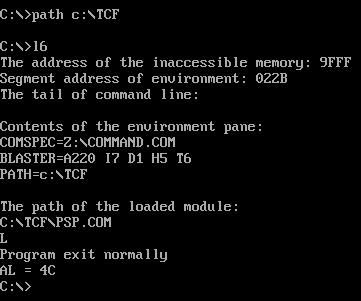 C:\>path c:\TCF
C:\>l6
The address of the inaccessible memory: 9FFF
Segment address of environment: 022B
The tail of command line:
Contents of the environment pane:
COMSPEC=Z:\COMMAND.COM
BLASTER=A220 I7 D1 H5 T6
PATH=c:\TCF
The path of the loaded module:
C:\TCF\PSP.COM
L
Program exit normally
AL = 4C
C:\>